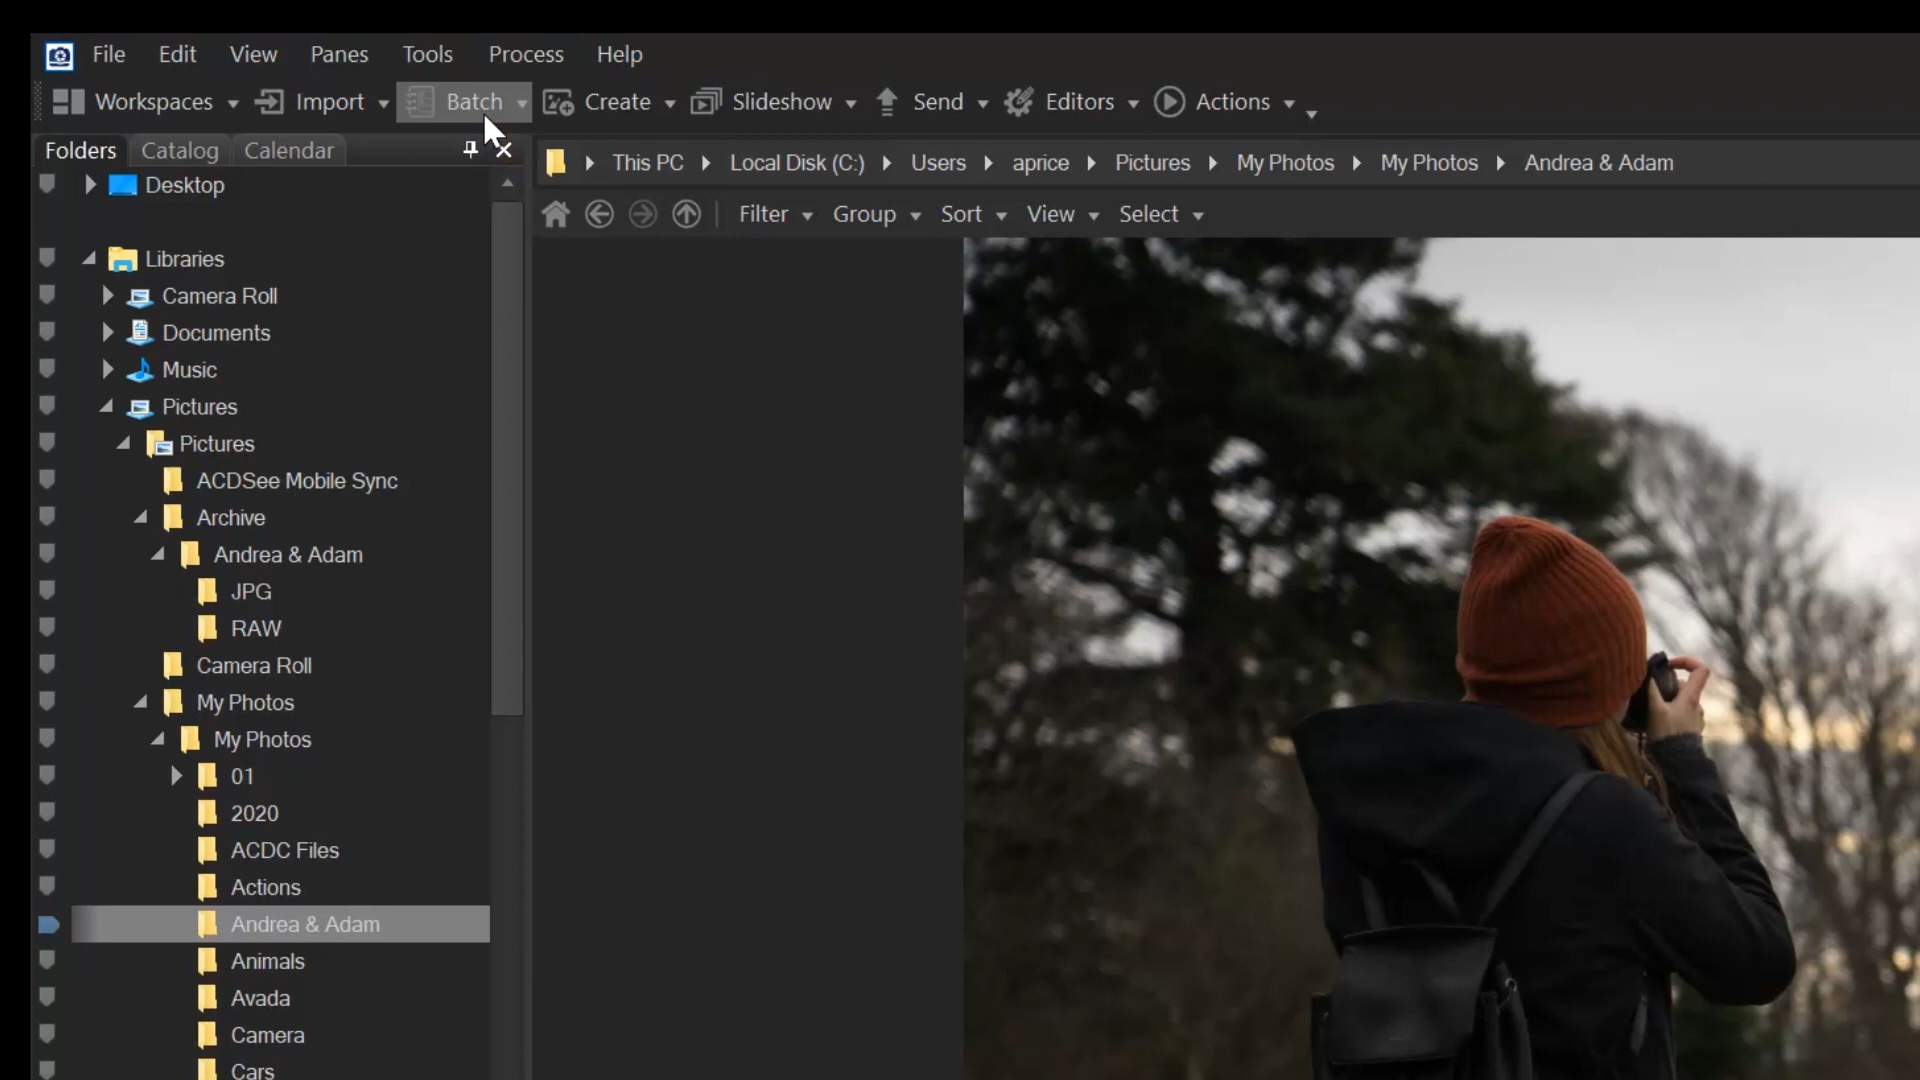 File Edit View Panes Tools Process Help
Workspaces Import Batch Create Slideshow Send Editors Actions
Folders Catalog Calendar
This PC Local Disk (C:) Users aprice Pictures My Photos My Photos Andrea & Adam
Filter Group Sort View Select
Desktop
Libraries
Camera Roll
Documents
Music
Pictures
Pictures
ACDSee Mobile Sync
Archive
Andrea & Adam
JPG
RAW
Camera Roll
My Photos
My Photos
01
2020
ACDC Files
Actions
Andrea & Adam
Animals
Avada
Camera
Cars